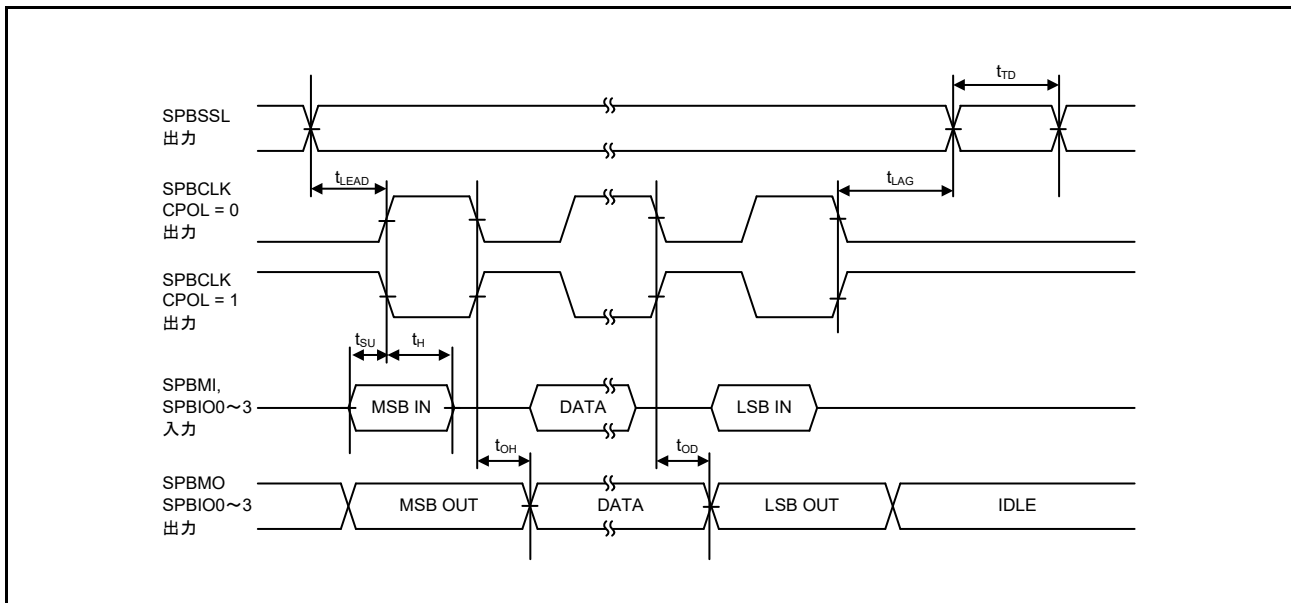 tTD
SPBSSL
出力
tLEAD
tLAG
SPBCLK
CPOL = 0
出力
SPBCLK
CPOL = 1
出力
tSU
tH
SPBMI,
SPBIO0～3
入力
MSB IN
DATA
LSB IN
tOH
tOD
SPBMO
SPBIO0～3
出力
MSB OUT
DATA
LSB OUT
IDLE